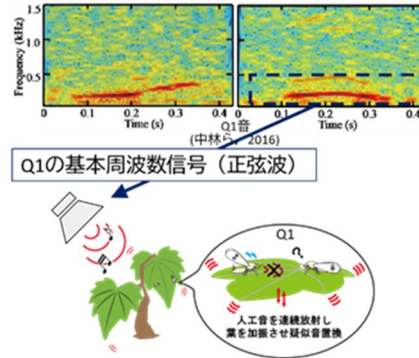 1.5
1.0
0.5
0
Frequency (kHz)
0 0.1 0.2 0.3 0.4
Time (s)
0 0.1 0.2 0.3 0.4
Time (s)
Q1音
(中林ら, 2016)
Q1の基本周波数信号（正弦波）
Q1
人工音を連続放射し
葉を加振させ疑似音置換